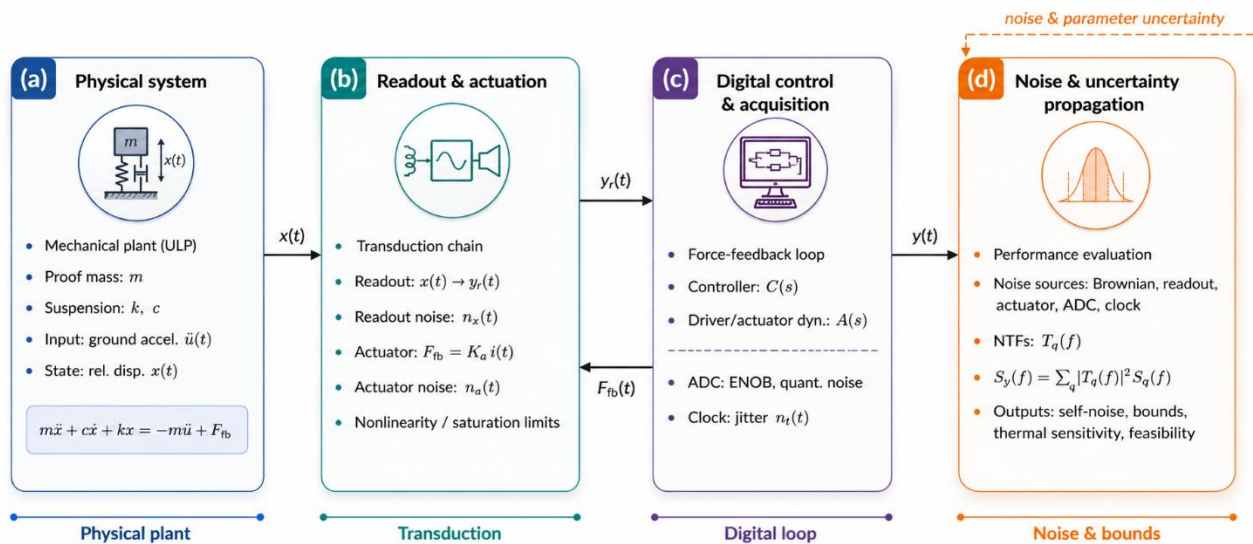 noise & parameter uncertainty
(a) Physical system
m
x(t)
• Mechanical plant (ULP)
• Proof mass: m
• Suspension: k, c
• Input: ground accel. ü(t)
• State: rel. disp. x(t)
mẍ + cẋ + kx = −mü + F_fb
Physical plant
x(t)
(b) Readout & actuation
• Transduction chain
• Readout: x(t) → y_r(t)
• Readout noise: n_x(t)
• Actuator: F_fb = K_a i(t)
• Actuator noise: n_a(t)
• Nonlinearity / saturation limits
Transduction
y_r(t)
F_fb(t)
(c) Digital control
& acquisition
• Force-feedback loop
• Controller: C(s)
• Driver/actuator dyn.: A(s)
• ADC: ENOB, quant. noise
• Clock: jitter n_t(t)
Digital loop
y(t)
(d) Noise & uncertainty
propagation
• Performance evaluation
• Noise sources: Brownian, readout,
actuator, ADC, clock
• NTFs: T_q(f)
• S_y(f) = ∑_q |T_q(f)|² S_q(f)
• Outputs: self-noise, bounds,
thermal sensitivity, feasibility
Noise & bounds